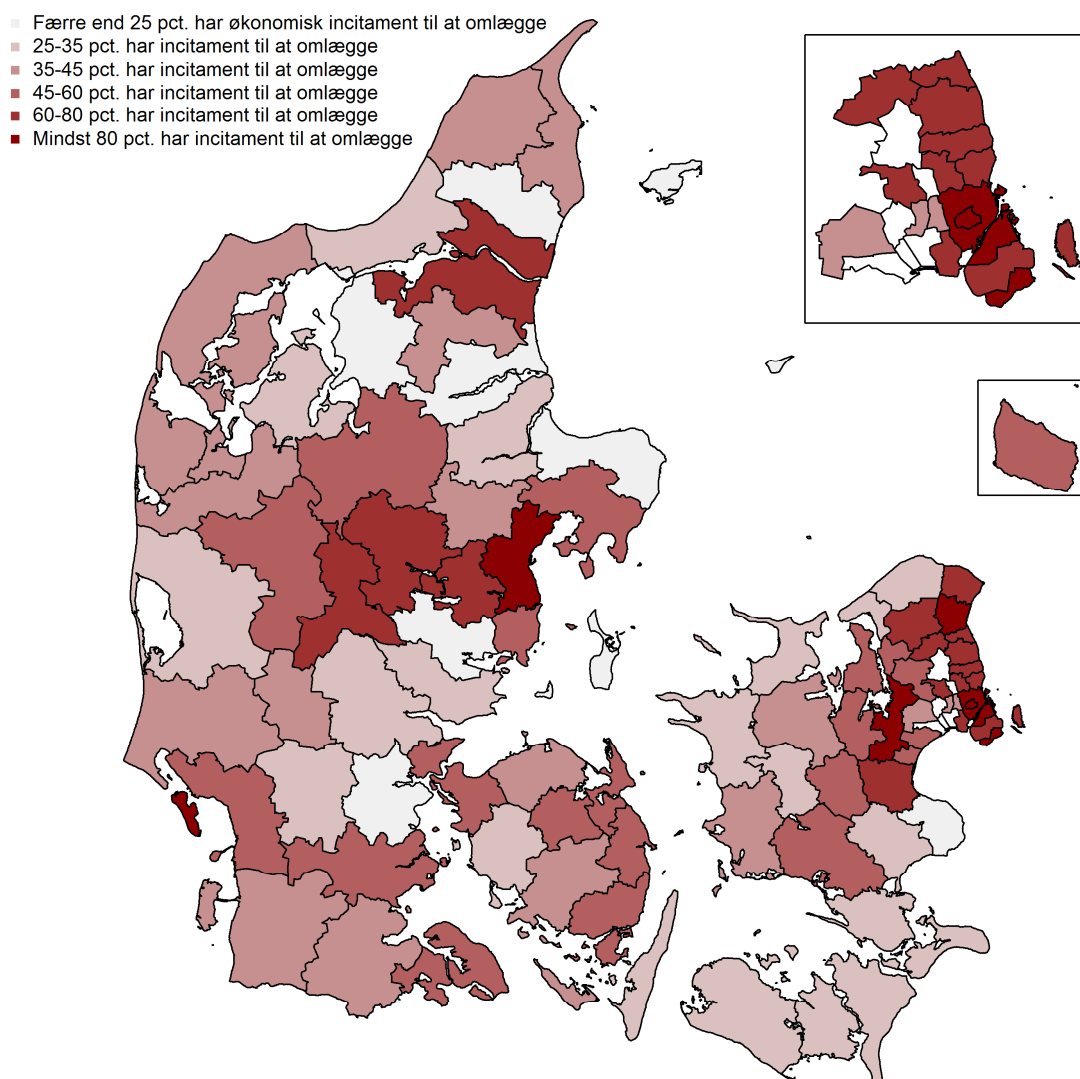 Færre end 25 pct. har økonomisk incitament til at omlægge
25-35 pct. har incitament til at omlægge
35-45 pct. har incitament til at omlægge
45-60 pct. har incitament til at omlægge
60-80 pct. har incitament til at omlægge
Mindst 80 pct. har incitament til at omlægge